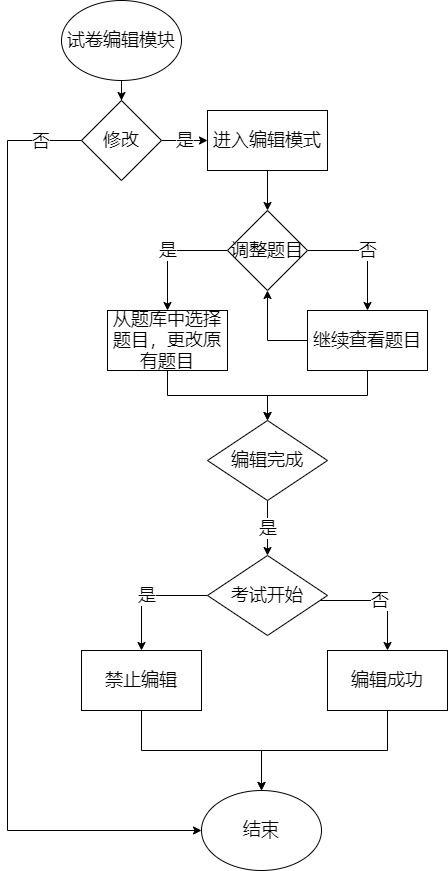 试卷编辑模块
否
修改
是
进入编辑模式
是
调整题目
否
从题库中选择
题目，更改原
有题目
继续查看题目
编辑完成
是
是
考试开始
否
禁止编辑
编辑成功
结束